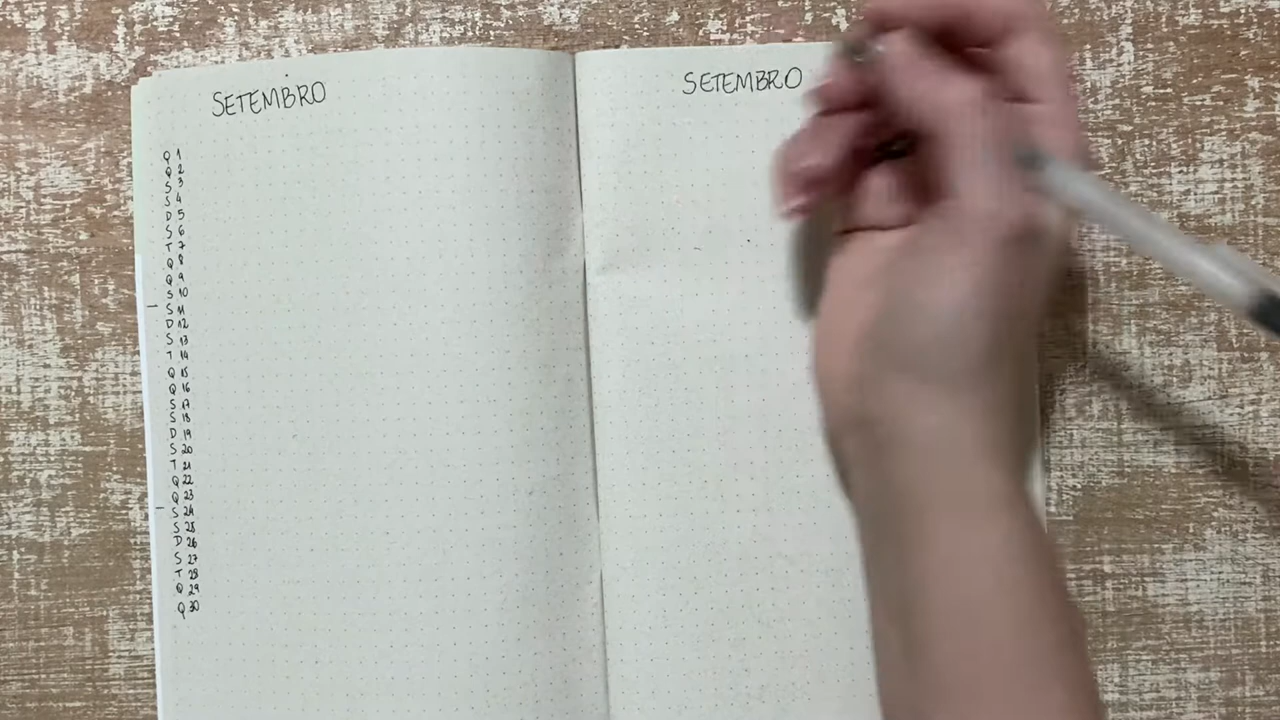 SETEMBRO
Q 1
Q 2
S 3
S 4
D 5
S 6
T 7
Q 8
Q 9
S 10
S 11
D 12
S 13
T 14
Q 15
Q 16
S 17
S 18
D 19
S 20
T 21
Q 22
Q 23
S 24
S 25
D 26
S 27
T 28
Q 29
Q 30
SETEMBRO